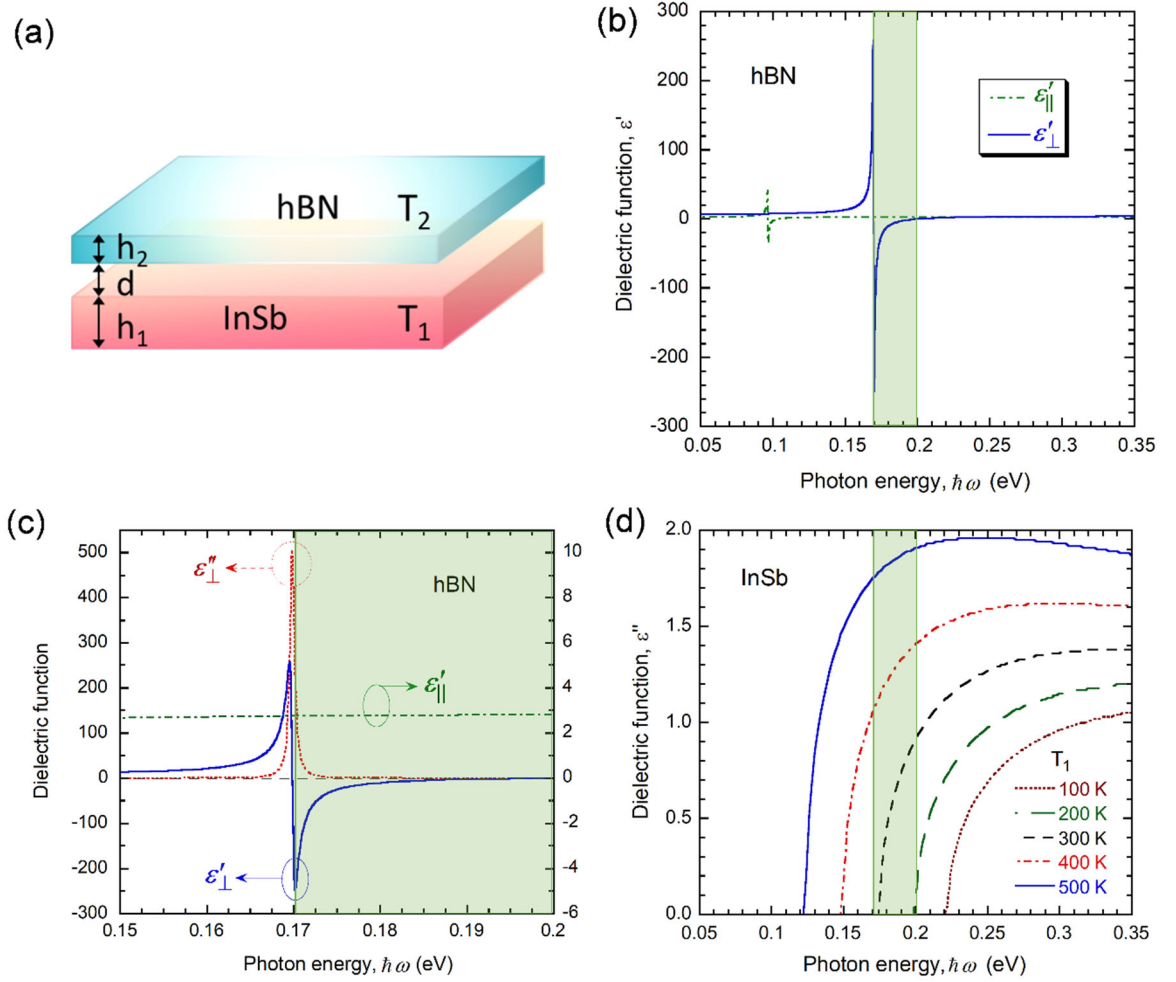 (a)
hBN T₂
h₂
d
h₁
InSb T₁
(b)
300
200
100
0
-100
-200
-300
Dielectric function, ε'
hBN
ε'∥
ε'⊥
0.05 0.1 0.15 0.2 0.25 0.3 0.35
Photon energy, ħω (eV)
(c)
500
400
300
200
100
0
-100
-200
-300
Dielectric function
10
8
6
4
2
0
-2
-4
-6
ε''⊥
hBN
ε'∥
ε'⊥
0.15 0.16 0.17 0.18 0.19 0.2
Photon energy, ħω (eV)
(d)
2.0
1.5
1.0
0.5
0.0
Dielectric function, ε''
InSb
T₁
100 K
200 K
300 K
400 K
500 K
0.05 0.1 0.15 0.2 0.25 0.3 0.35
Photon energy, ħω (eV)